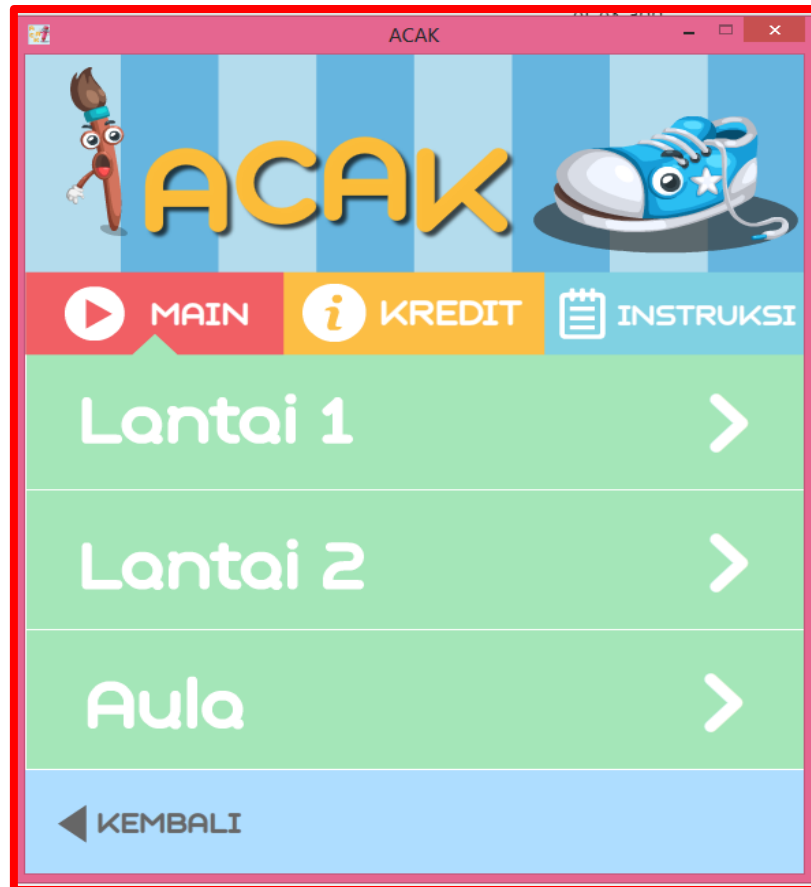 ACAK
ACAK
MAIN KREDIT INSTRUKSI
Lantai 1
Lantai 2
Aula
KEMBALI